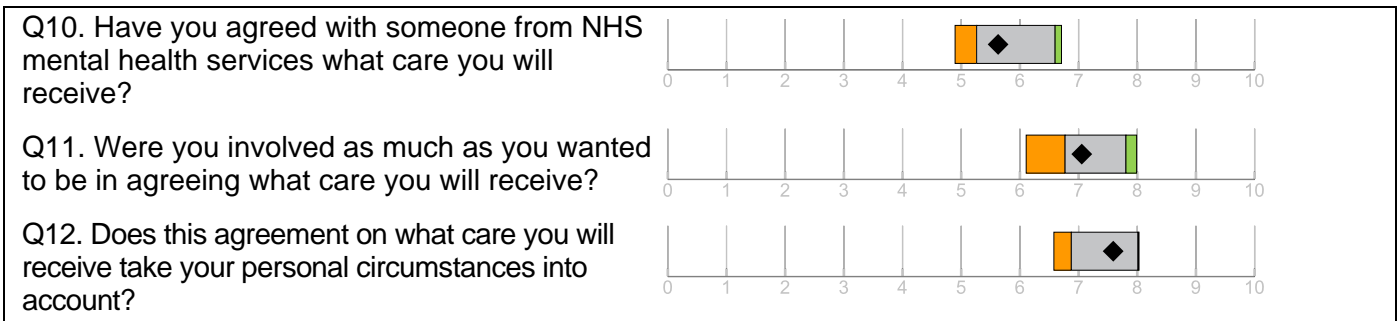 Q10. Have you agreed with someone from NHS
mental health services what care you will
receive?
0 1 2 3 4 5 6 7 8 9 10
Q11. Were you involved as much as you wanted
to be in agreeing what care you will receive?
0 1 2 3 4 5 6 7 8 9 10
Q12. Does this agreement on what care you will
receive take your personal circumstances into
account?
0 1 2 3 4 5 6 7 8 9 10